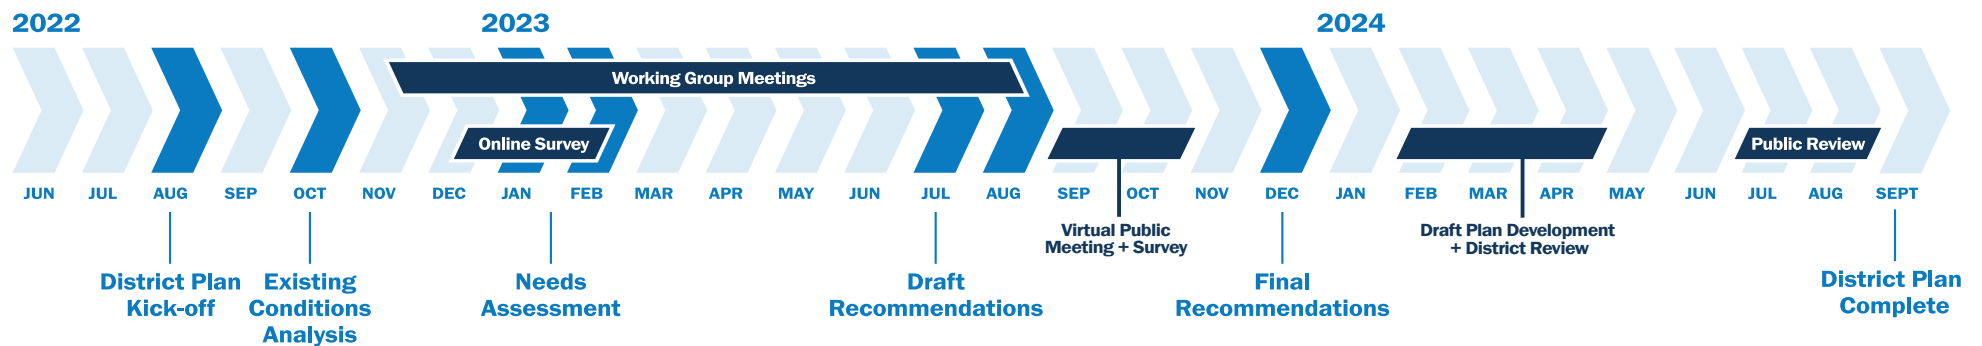 2022
2023
2024
Working Group Meetings
Online Survey
Public Review
JUN JUL AUG SEP OCT NOV DEC JAN FEB MAR APR MAY JUN JUL AUG SEP OCT NOV DEC JAN FEB MAR APR MAY JUN JUL AUG SEPT
Virtual Public
Meeting + Survey
Draft Plan Development
+ District Review
District Plan
Kick-off
Existing
Conditions
Analysis
Needs
Assessment
Draft
Recommendations
Final
Recommendations
District Plan
Complete